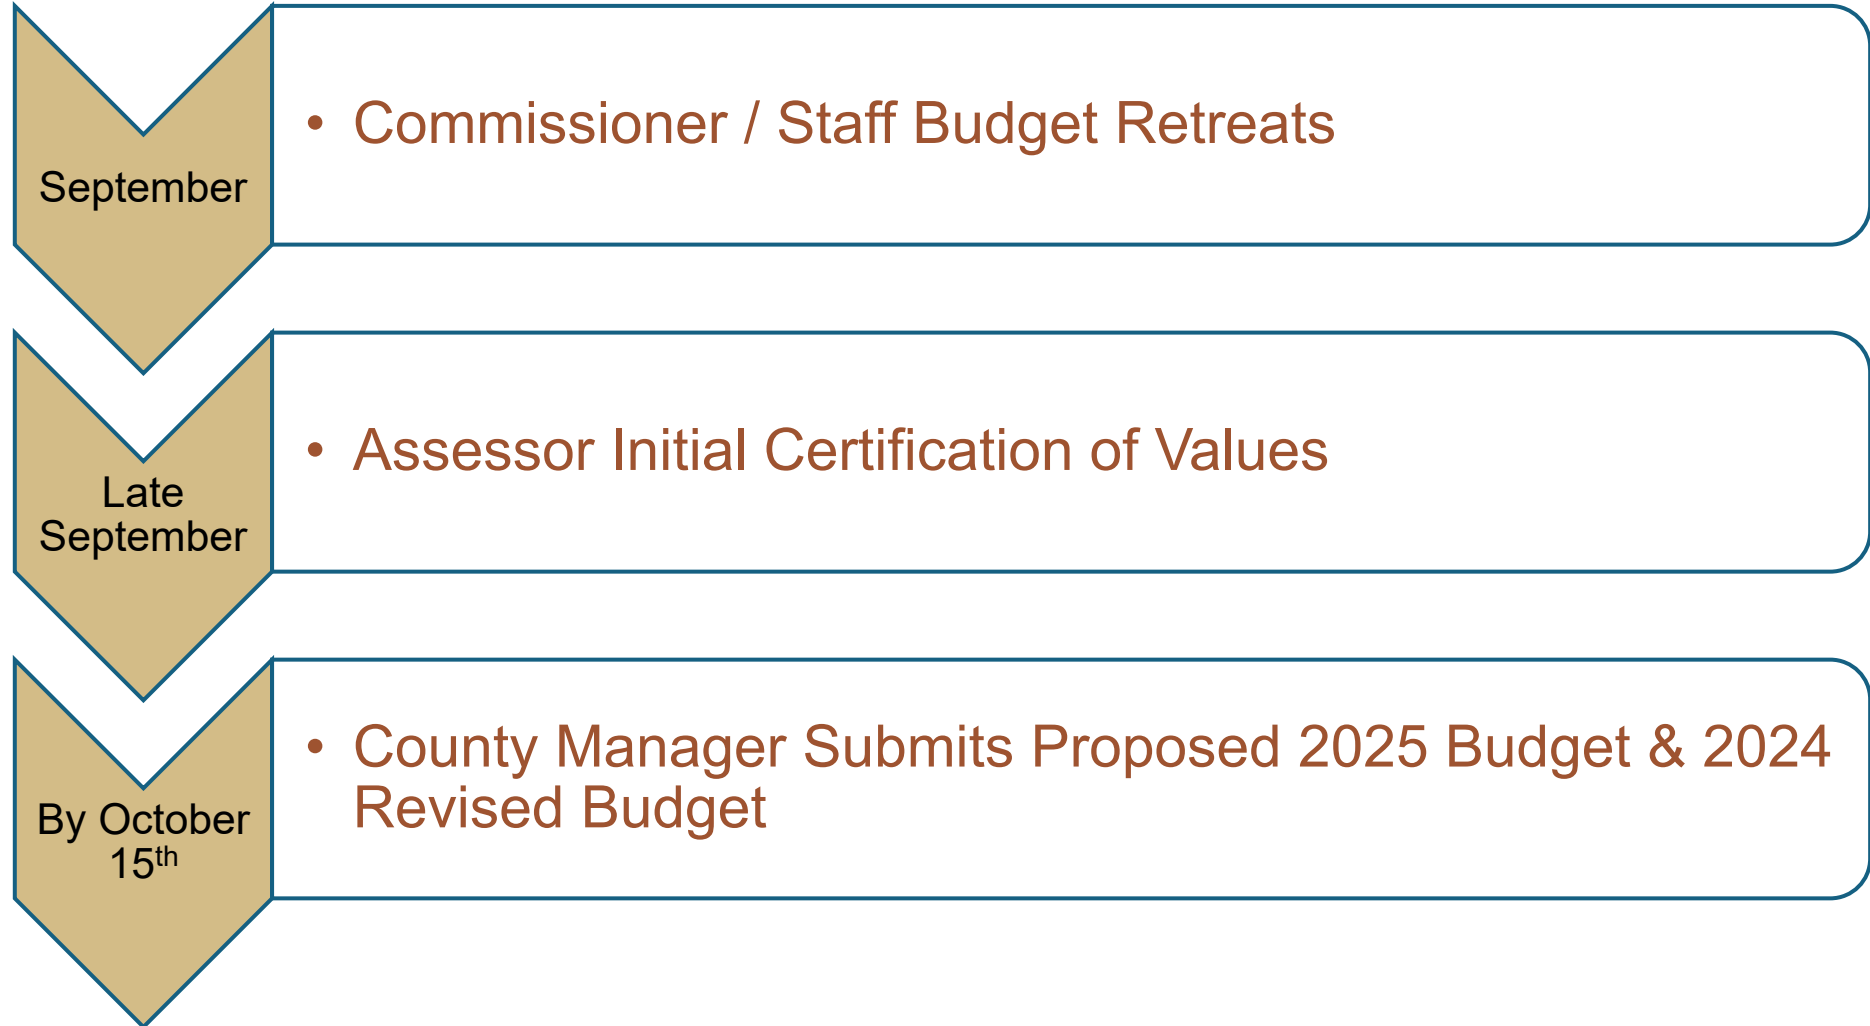 September
• Commissioner / Staff Budget Retreats
Late
September
• Assessor Initial Certification of Values
By October
15th
• County Manager Submits Proposed 2025 Budget & 2024
Revised Budget